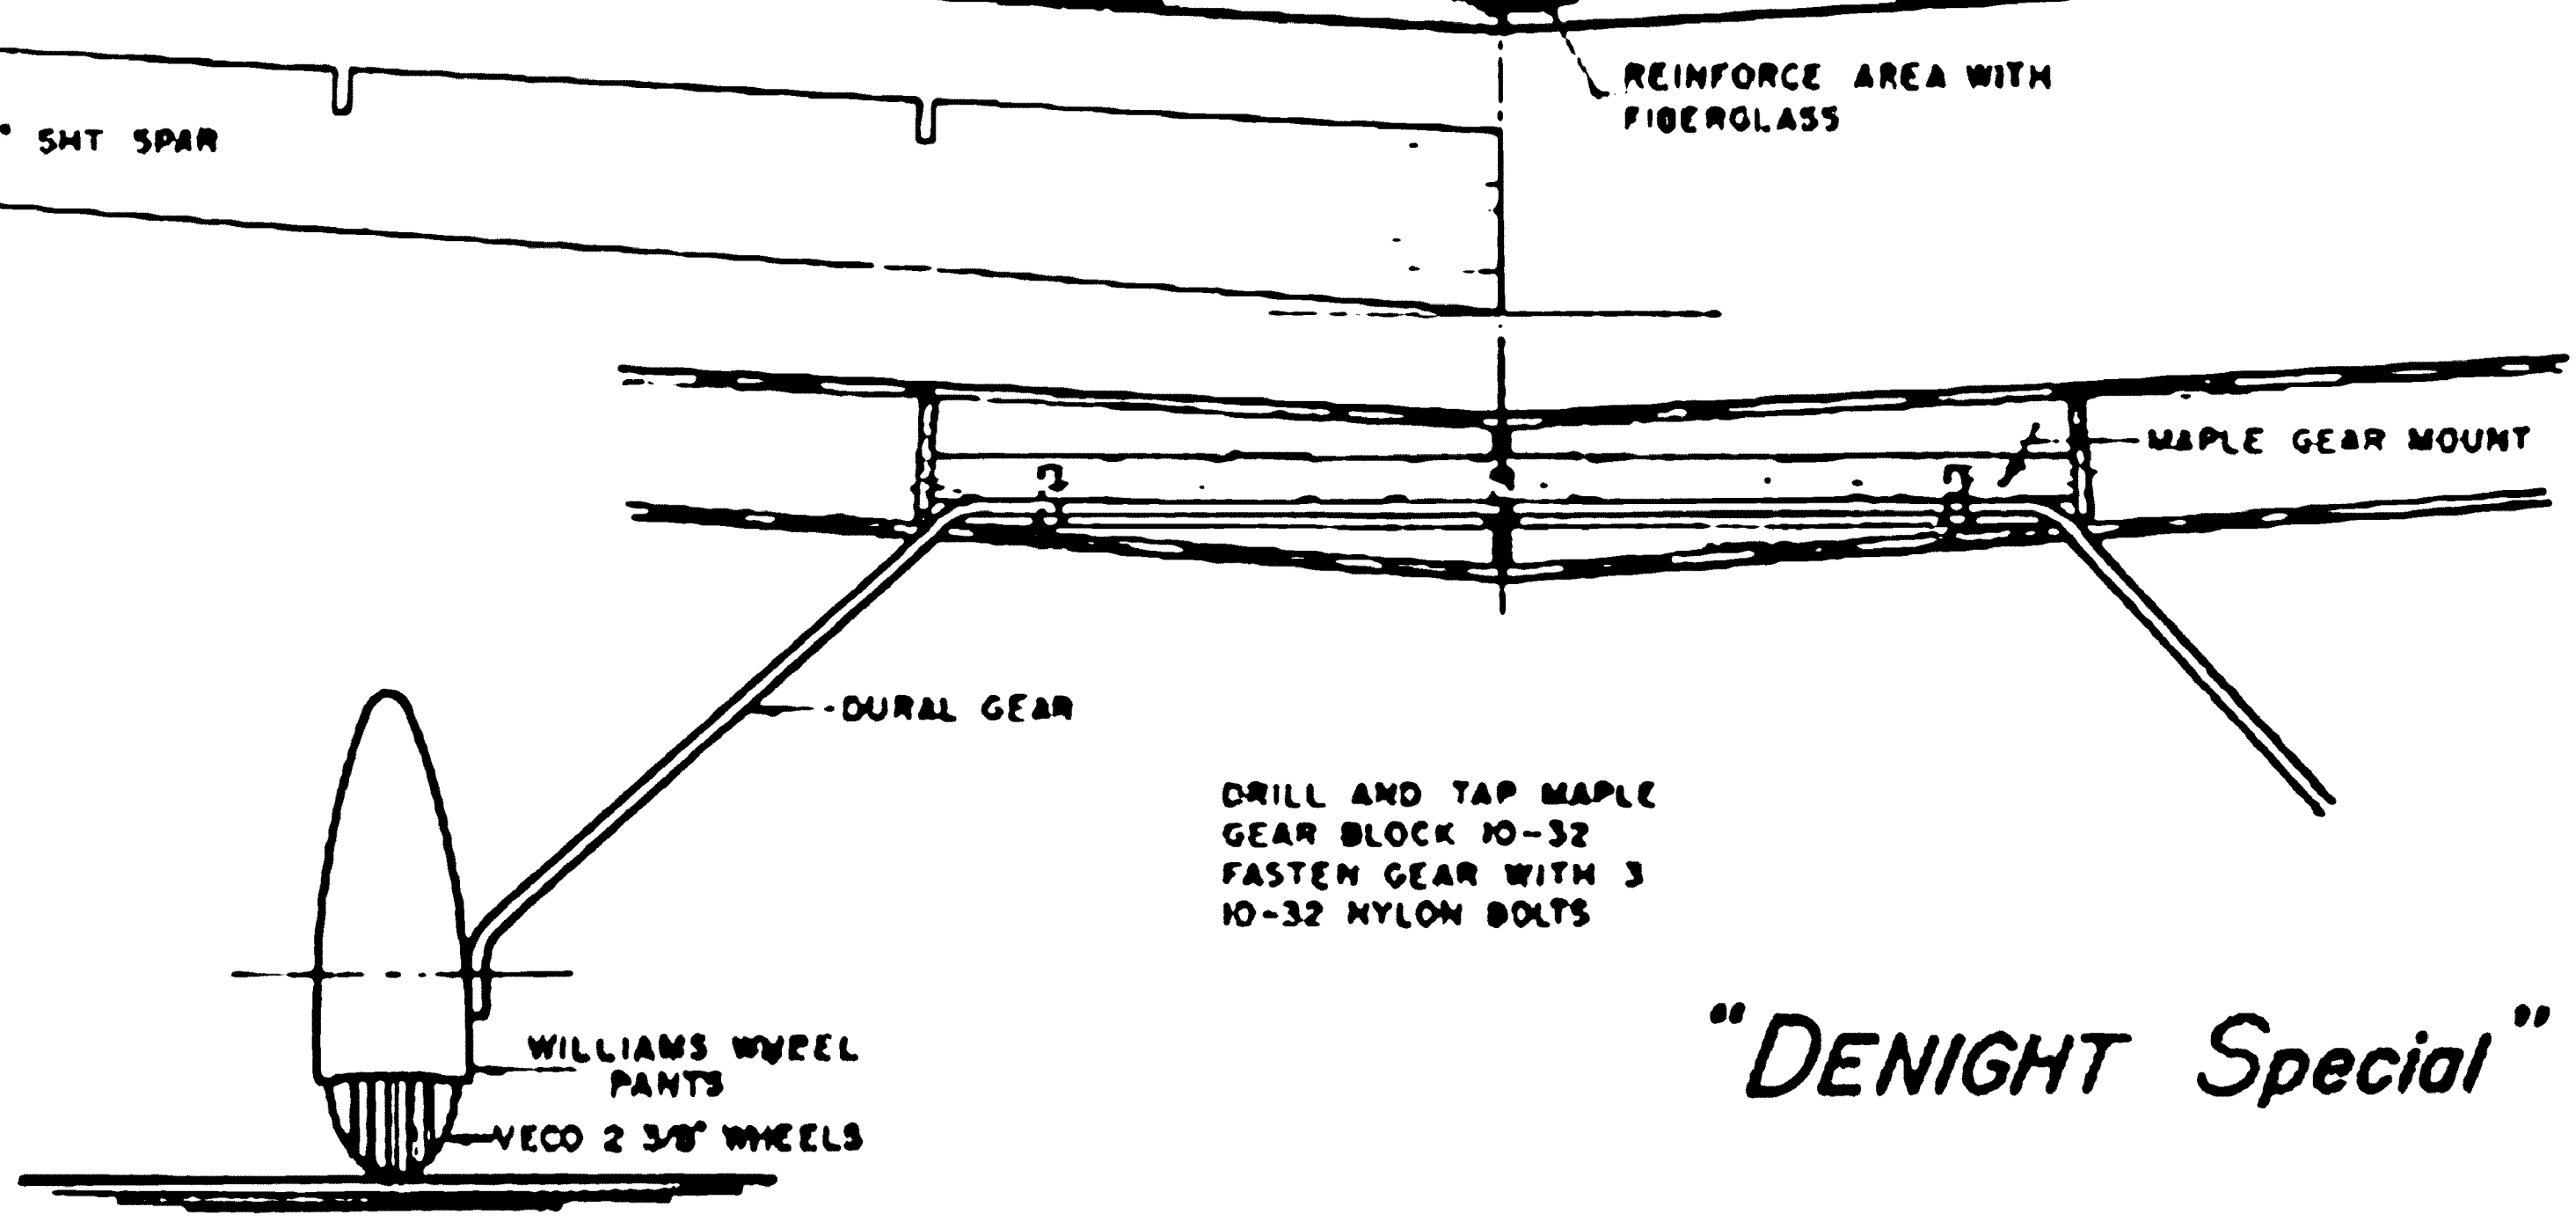 REINFORCE AREA WITH
FIBERGLASS
" SHT SPAR
MAPLE GEAR MOUNT
DURAL GEAR
DRILL AND TAP MAPLE
GEAR BLOCK 10-32
FASTEN GEAR WITH 3
10-32 NYLON BOLTS
WILLIAMS WHEEL
PANTS
VECO 2 3/8" WHEELS
"DENIGHT Special"